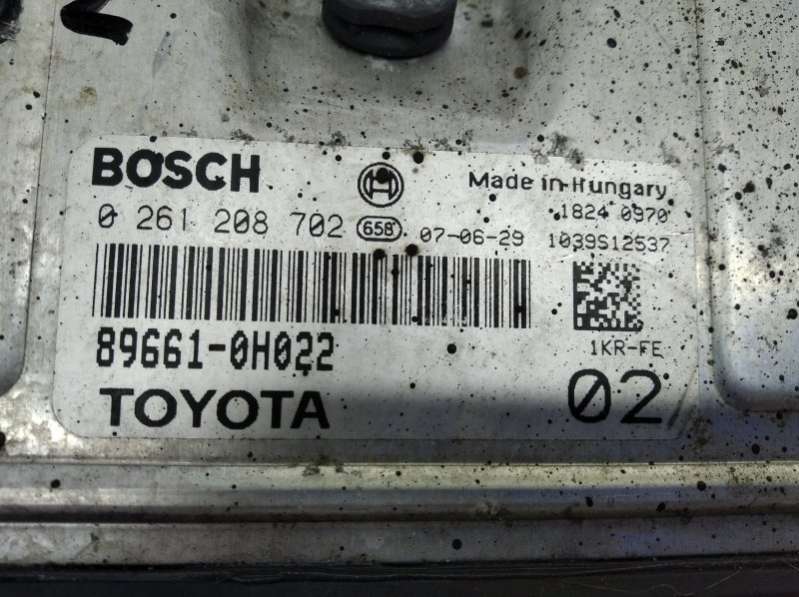 BOSCH
Made in Hungary
1824 0970
0 261 208 702 658 07-06-29 1039S12537
89661-0H022
1KR-FE
TOYOTA
02